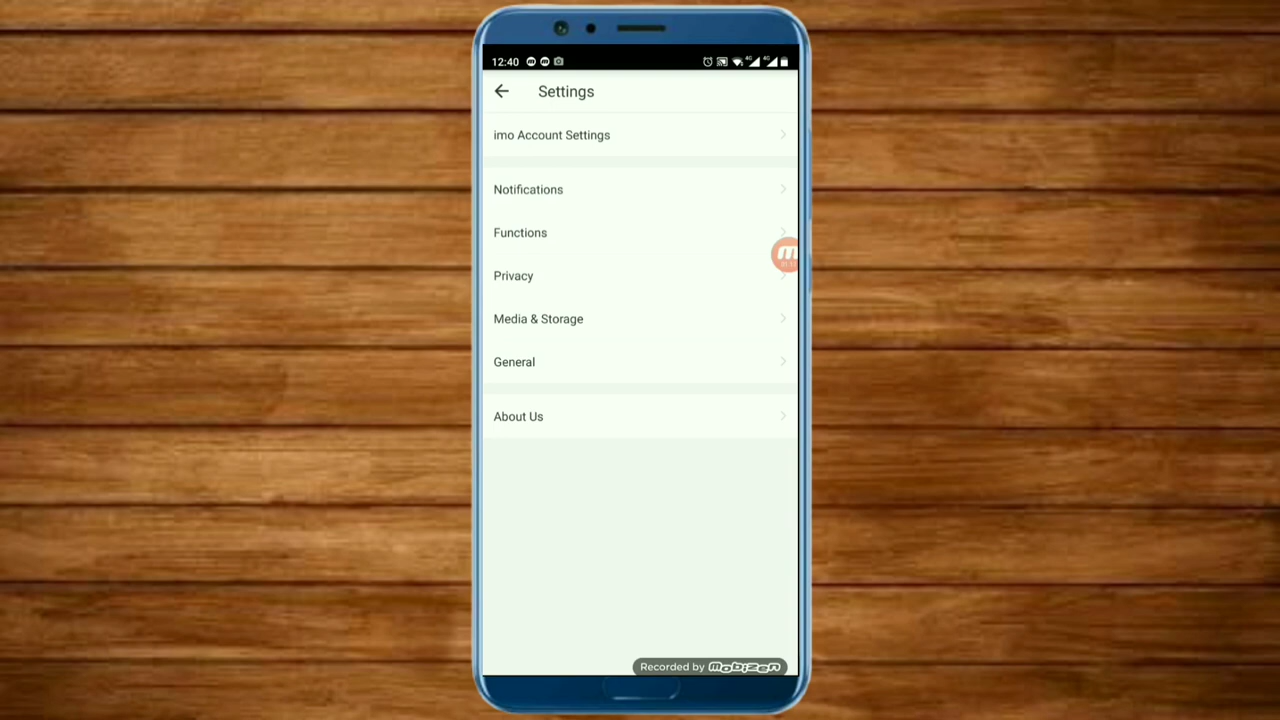 12:40
Settings
imo Account Settings
Notifications
Functions
Privacy
Media & Storage
General
About Us
Recorded by mobizen